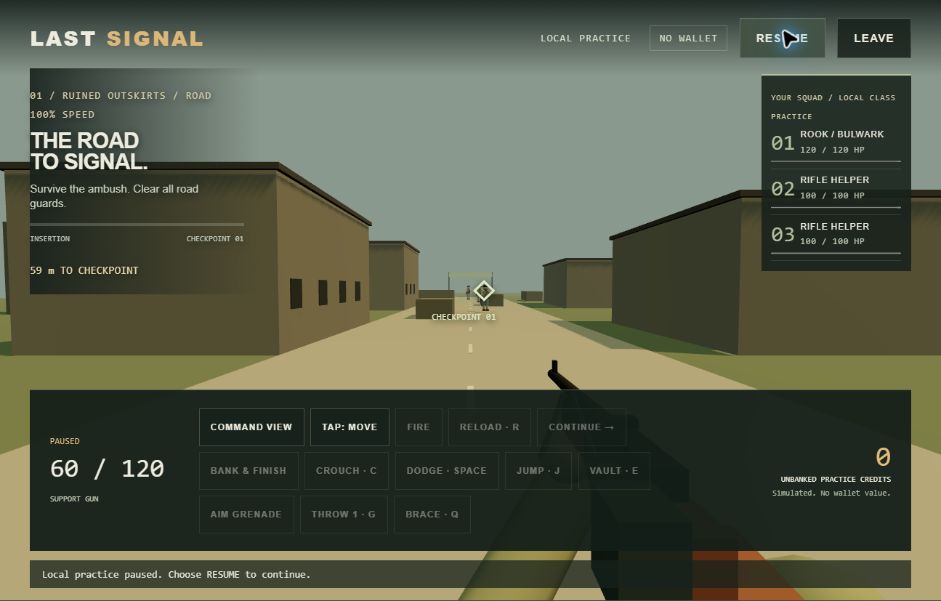 LAST SIGNAL
LOCAL PRACTICE
NO WALLET
RESUME
LEAVE
01 / RUINED OUTSKIRTS / ROAD
100% SPEED
THE ROAD
TO SIGNAL.
Survive the ambush. Clear all road
guards.
INSERTION
CHECKPOINT 01
59 m TO CHECKPOINT
YOUR SQUAD / LOCAL CLASS
PRACTICE
01
ROOK / BULWARK
120 / 120 HP
02
RIFLE HELPER
100 / 100 HP
03
RIFLE HELPER
100 / 100 HP
CHECKPOINT 01
PAUSED
60 / 120
SUPPORT GUN
COMMAND VIEW
TAP: MOVE
FIRE
RELOAD · R
CONTINUE →
BANK & FINISH
CROUCH · C
DODGE · SPACE
JUMP · J
VAULT · E
AIM GRENADE
THROW 1 · G
BRACE · Q
0
UNBANKED PRACTICE CREDITS
Simulated. No wallet value.
Local practice paused. Choose RESUME to continue.